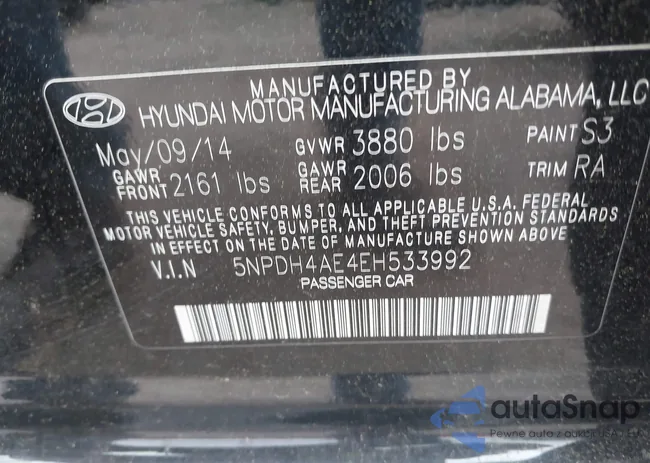 MANUFACTURED BY
HYUNDAI MOTOR MANUFACTURING ALABAMA, LLC
May/09/14 GVWR 3880 lbs PAINT S3
GAWR FRONT 2161 lbs GAWR REAR 2006 lbs TRIM RA
THIS VEHICLE CONFORMS TO ALL APPLICABLE U.S.A. FEDERAL
MOTOR VEHICLE SAFETY, BUMPER, AND THEFT PREVENTION STANDARDS
IN EFFECT ON THE DATE OF MANUFACTURE SHOWN ABOVE
V.I.N 5NPDH4AE4EH533992
PASSENGER CAR
autaSnap
Pewne auto z